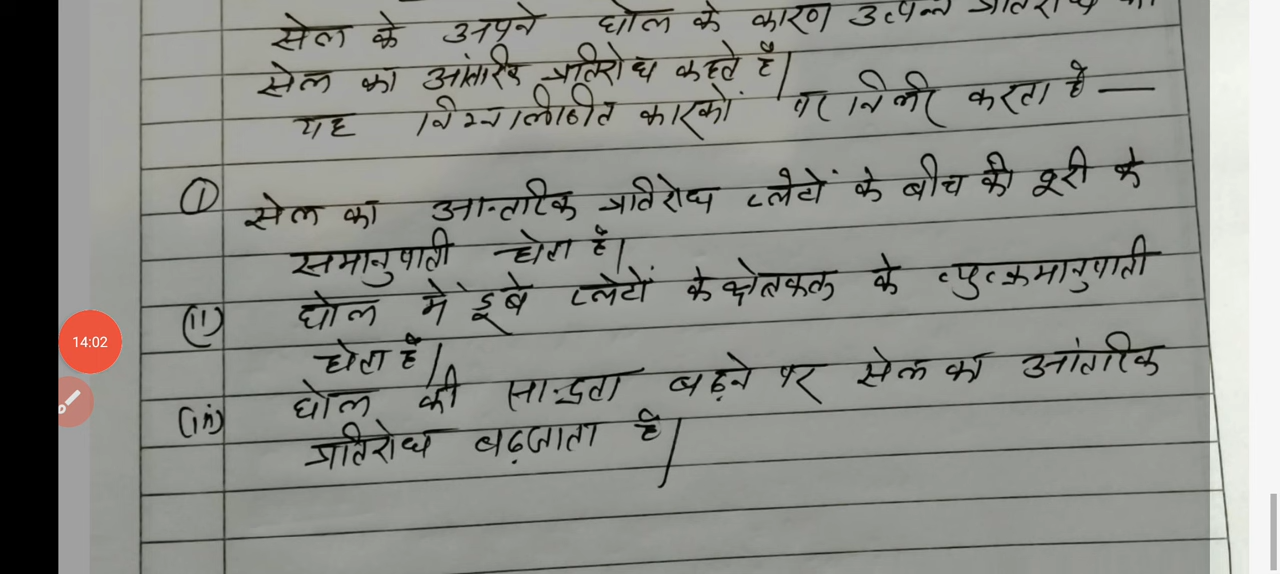 सेल के अपने घोल के कारण उत्पन्न प्रतिरोध को
सेल का आंतरिक प्रतिरोध कहते हैं।
यह निम्नलिखित कारकों पर निर्भर करता है —
(i) सेल का आन्तरिक प्रतिरोध प्लेटों के बीच की दूरी के
समानुपाती होता है।
(ii) घोल में डूबे प्लेटों के क्षेत्रफल के व्युत्क्रमानुपाती
होता है।
14:02
(iii) घोल की सान्द्रता बढ़ने पर सेल का आंतरिक
प्रतिरोध बढ़जाता है।